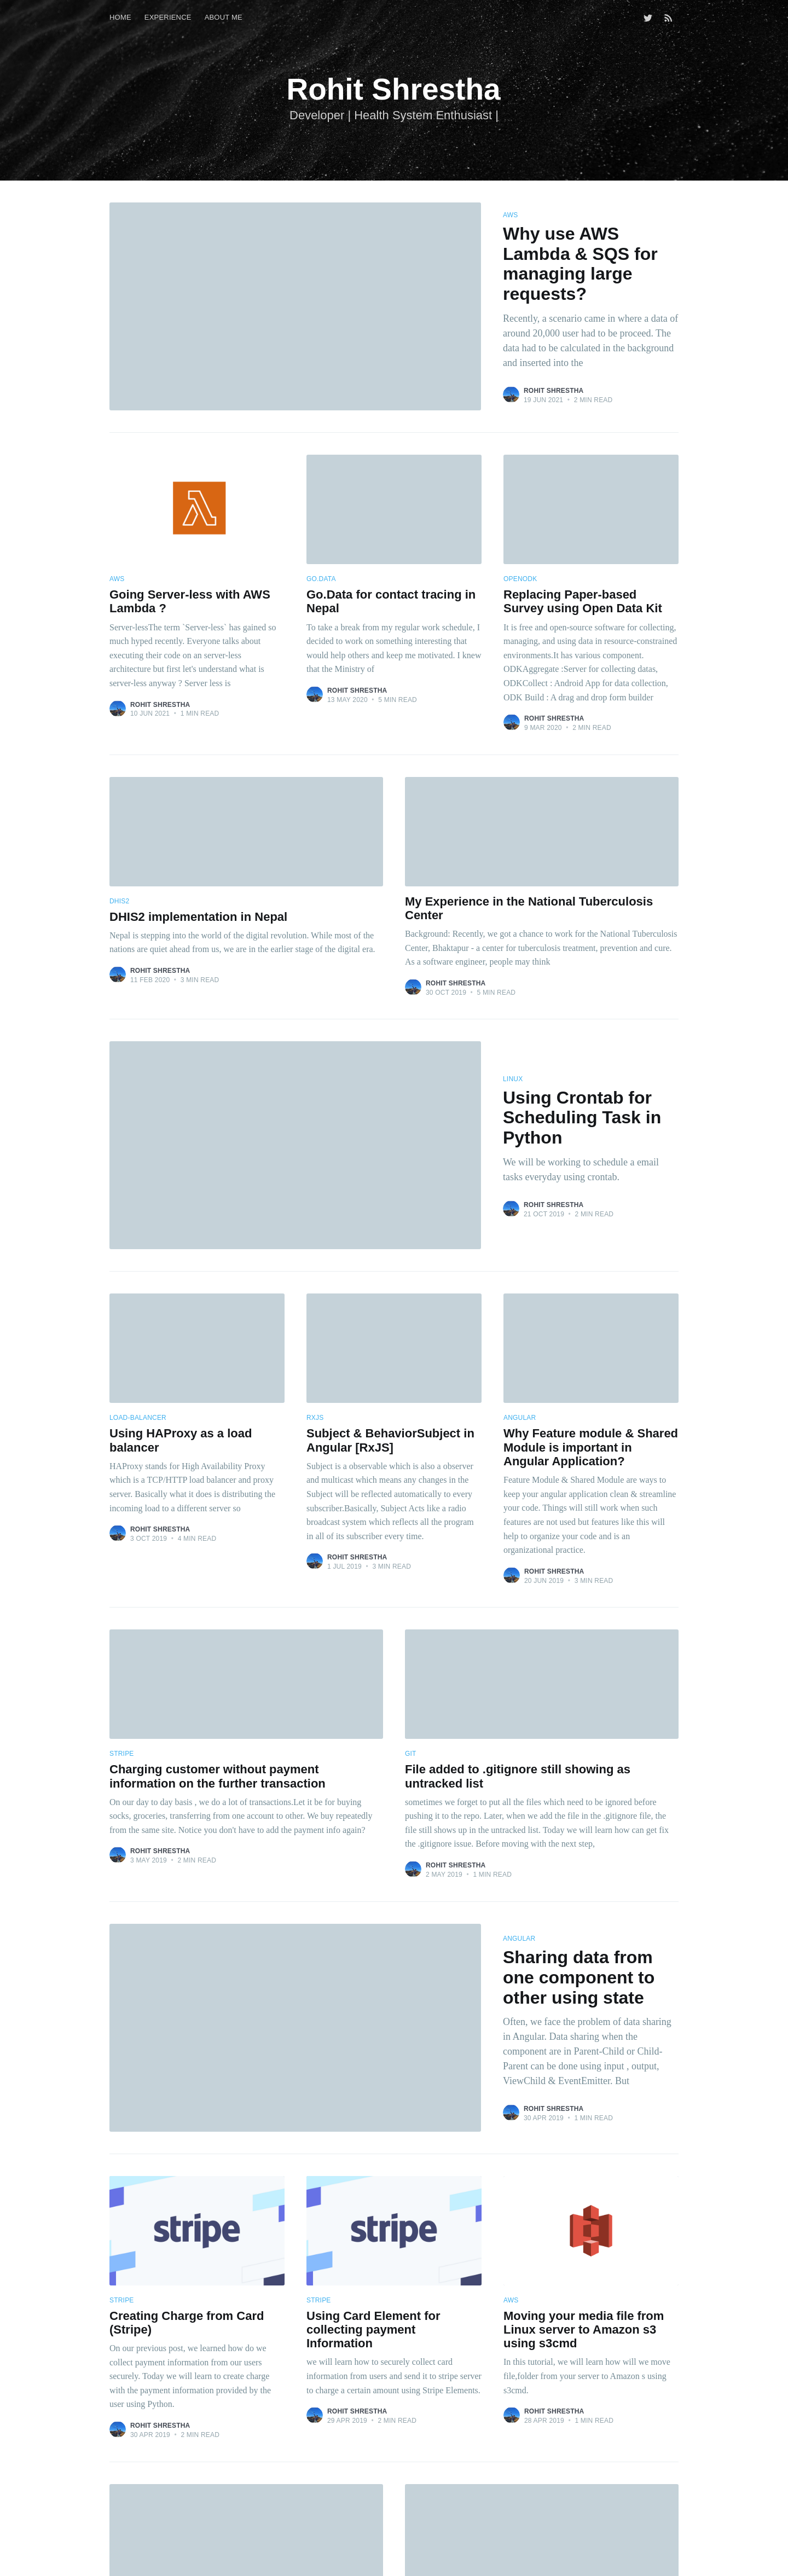 HOME EXPERIENCE ABOUT ME
Rohit Shrestha
Developer | Health System Enthusiast |
AWS
Why use AWS
Lambda & SQS for
managing large
requests?
Recently, a scenario came in where a data of
around 20,000 user had to be proceed. The
data had to be calculated in the background
and inserted into the
ROHIT SHRESTHA
19 JUN 2021 • 2 MIN READ
AWS
Going Server-less with AWS
Lambda ?
Server-lessThe term `Server-less` has gained so
much hyped recently. Everyone talks about
executing their code on an server-less
architecture but first let's understand what is
server-less anyway ? Server less is
ROHIT SHRESTHA
10 JUN 2021 • 1 MIN READ
GO.DATA
Go.Data for contact tracing in
Nepal
To take a break from my regular work schedule, I
decided to work on something interesting that
would help others and keep me motivated. I knew
that the Ministry of
ROHIT SHRESTHA
13 MAY 2020 • 5 MIN READ
OPENODK
Replacing Paper-based
Survey using Open Data Kit
It is free and open-source software for collecting,
managing, and using data in resource-constrained
environments.It has various component.
ODKAggregate :Server for collecting datas,
ODKCollect : Android App for data collection,
ODK Build : A drag and drop form builder
ROHIT SHRESTHA
9 MAR 2020 • 2 MIN READ
DHIS2
DHIS2 implementation in Nepal
Nepal is stepping into the world of the digital revolution. While most of the
nations are quiet ahead from us, we are in the earlier stage of the digital era.
ROHIT SHRESTHA
11 FEB 2020 • 3 MIN READ
My Experience in the National Tuberculosis
Center
Background: Recently, we got a chance to work for the National Tuberculosis
Center, Bhaktapur - a center for tuberculosis treatment, prevention and cure.
As a software engineer, people may think
ROHIT SHRESTHA
30 OCT 2019 • 5 MIN READ
LINUX
Using Crontab for
Scheduling Task in
Python
We will be working to schedule a email
tasks everyday using crontab.
ROHIT SHRESTHA
21 OCT 2019 • 2 MIN READ
LOAD-BALANCER
Using HAProxy as a load
balancer
HAProxy stands for High Availability Proxy
which is a TCP/HTTP load balancer and proxy
server. Basically what it does is distributing the
incoming load to a different server so
ROHIT SHRESTHA
3 OCT 2019 • 4 MIN READ
RXJS
Subject & BehaviorSubject in
Angular [RxJS]
Subject is a observable which is also a observer
and multicast which means any changes in the
Subject will be reflected automatically to every
subscriber.Basically, Subject Acts like a radio
broadcast system which reflects all the program
in all of its subscriber every time.
ROHIT SHRESTHA
1 JUL 2019 • 3 MIN READ
ANGULAR
Why Feature module & Shared
Module is important in
Angular Application?
Feature Module & Shared Module are ways to
keep your angular application clean & streamline
your code. Things will still work when such
features are not used but features like this will
help to organize your code and is an
organizational practice.
ROHIT SHRESTHA
20 JUN 2019 • 3 MIN READ
STRIPE
Charging customer without payment
information on the further transaction
On our day to day basis , we do a lot of transactions.Let it be for buying
socks, groceries, transferring from one account to other. We buy repeatedly
from the same site. Notice you don't have to add the payment info again?
ROHIT SHRESTHA
3 MAY 2019 • 2 MIN READ
GIT
File added to .gitignore still showing as
untracked list
sometimes we forget to put all the files which need to be ignored before
pushing it to the repo. Later, when we add the file in the .gitignore file, the
file still shows up in the untracked list. Today we will learn how can get fix
the .gitignore issue. Before moving with the next step,
ROHIT SHRESTHA
2 MAY 2019 • 1 MIN READ
ANGULAR
Sharing data from
one component to
other using state
Often, we face the problem of data sharing
in Angular. Data sharing when the
component are in Parent-Child or Child-
Parent can be done using input , output,
ViewChild & EventEmitter. But
ROHIT SHRESTHA
30 APR 2019 • 1 MIN READ
stripe
STRIPE
Creating Charge from Card
(Stripe)
On our previous post, we learned how do we
collect payment information from our users
securely. Today we will learn to create charge
with the payment information provided by the
user using Python.
ROHIT SHRESTHA
30 APR 2019 • 2 MIN READ
stripe
STRIPE
Using Card Element for
collecting payment
Information
we will learn how to securely collect card
information from users and send it to stripe server
to charge a certain amount using Stripe Elements.
ROHIT SHRESTHA
29 APR 2019 • 2 MIN READ
AWS
Moving your media file from
Linux server to Amazon s3
using s3cmd
In this tutorial, we will learn how will we move
file,folder from your server to Amazon s using
s3cmd.
ROHIT SHRESTHA
28 APR 2019 • 1 MIN READ